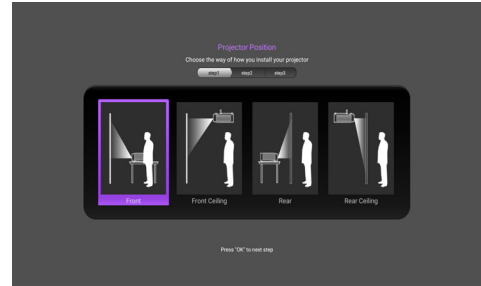 Projector Position
Choose the way of how you install your projector
step1 step2 step3
Front Front Ceiling Rear Rear Ceiling
Press "OK" to next step